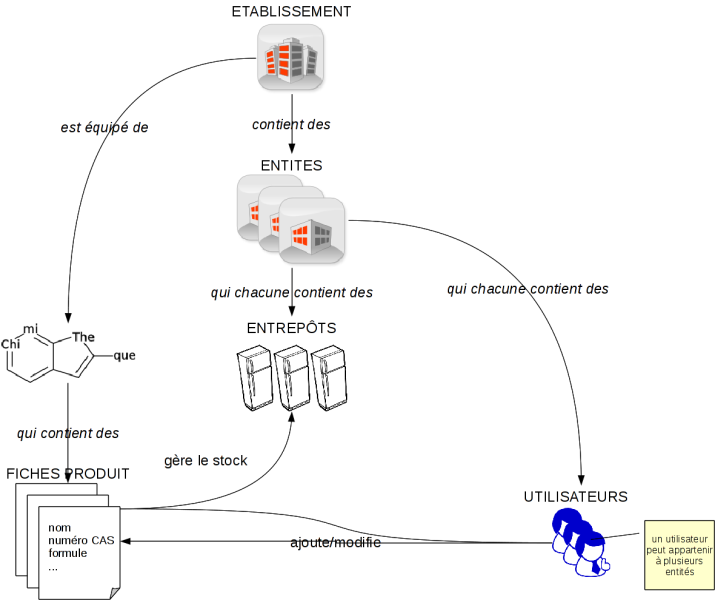 ETABLISSEMENT
est équipé de
contient des
ENTITES
qui chacune contient des
qui chacune contient des
ENTREPÔTS
Chi
mi
The
que
qui contient des
gère le stock
FICHES PRODUIT
nom
numéro CAS
formule
...
UTILISATEURS
ajoute/modifie
un utilisateur
peut appartenir
à plusieurs
entités